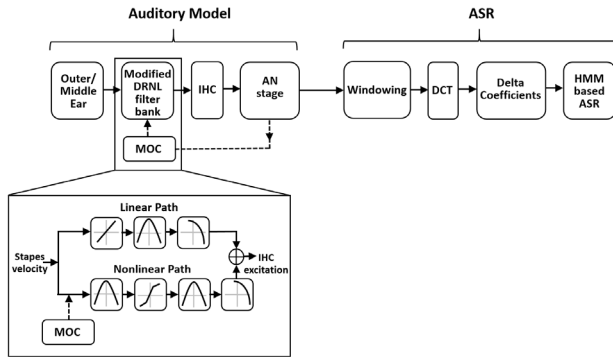 Auditory Model
ASR
Outer/
Middle
Ear
Modified
DRNL
filter
bank
IHC
AN
stage
Windowing
DCT
Delta
Coefficients
HMM
based
ASR
MOC
Linear Path
Stapes
velocity
IHC
excitation
Nonlinear Path
MOC